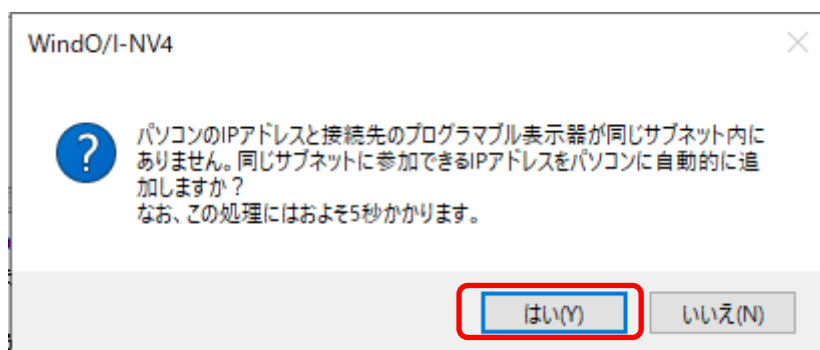 WindO/I-NV4
パソコンのIPアドレスと接続先のプログラマブル表示器が同じサブネット内に
ありません。同じサブネットに参加できるIPアドレスをパソコンに自動的に追
加しますか？
なお、この処理にはおよそ5秒かかります。
はい(Y)
いいえ(N)